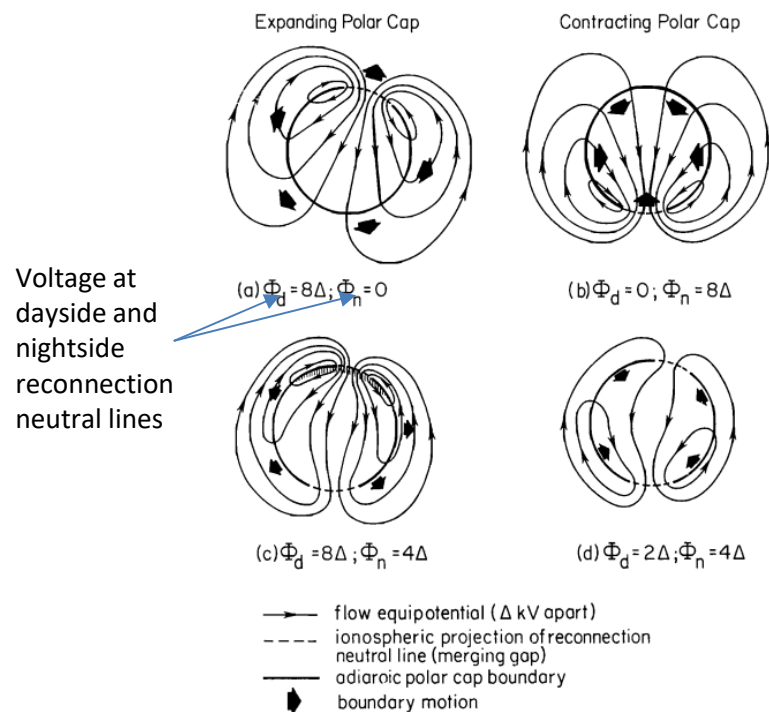 Expanding Polar Cap
Contracting Polar Cap
Voltage at
dayside and
nightside
reconnection
neutral lines
(a) Φd = 8Δ; Φn = 0
(b) Φd = 0; Φn = 8Δ
(c) Φd = 8Δ; Φn = 4Δ
(d) Φd = 2Δ; Φn = 4Δ
flow equipotential (Δ kV apart)
ionospheric projection of reconnection
neutral line (merging gap)
adiaroic polar cap boundary
boundary motion